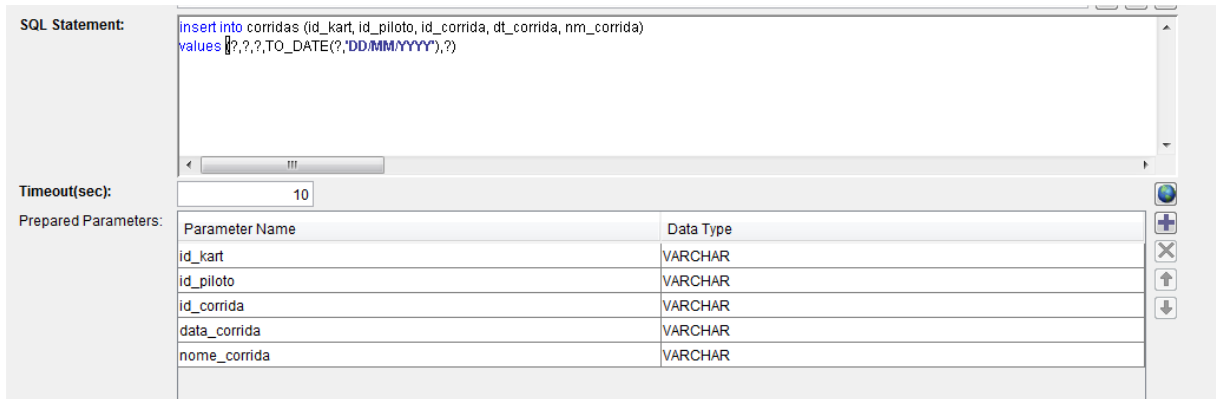 SQL Statement:
insert into corridas (id_kart, id_piloto, id_corrida, dt_corrida, nm_corrida)
values (?,?,?,TO_DATE(?,'DD/MM/YYYY'),?)
Timeout(sec):
10
Prepared Parameters:
Parameter Name Data Type
id_kart VARCHAR
id_piloto VARCHAR
id_corrida VARCHAR
data_corrida VARCHAR
nome_corrida VARCHAR